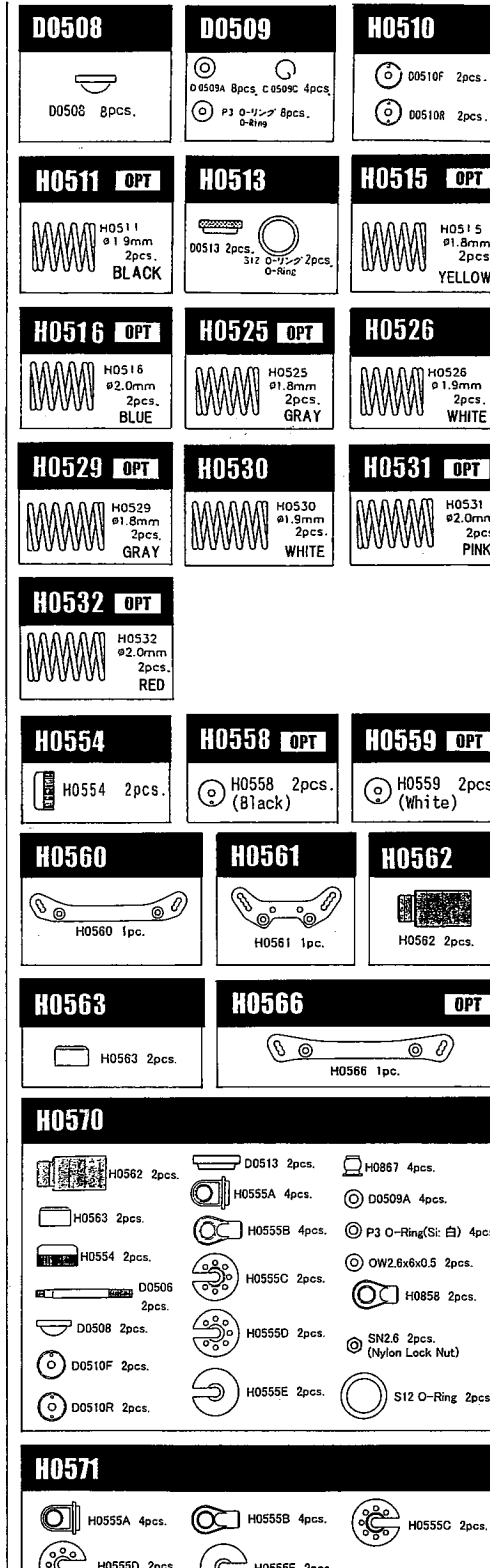 D0508
D0508 8pcs.
D0509
D0509A 8pcs. C0509C 4pcs.
P3 O-リング 8pcs.
O-Ring
H0510
D0510F 2pcs.
D0510R 2pcs.
H0511 OPT
H0511
ø1.9mm
2pcs.
BLACK
H0513
D0513 2pcs.
S12 O-リング 2pcs.
O-Ring
H0515 OPT
H0515
ø1.8mm
2pcs
YELLOW
H0516 OPT
H0516
ø2.0mm
2pcs.
BLUE
H0525 OPT
H0525
ø1.8mm
2pcs.
GRAY
H0526
H0526
ø1.9mm
2pcs.
WHITE
H0529 OPT
H0529
ø1.8mm
2pcs.
GRAY
H0530
H0530
ø1.9mm
2pcs.
WHITE
H0531 OPT
H0531
ø2.0mm
2pcs
PINK
H0532 OPT
H0532
ø2.0mm
2pcs.
RED
H0554
H0554 2pcs.
H0558 OPT
H0558 2pcs.
(Black)
H0559 OPT
H0559 2pcs
(White)
H0560
H0560 1pc.
H0561
H0561 1pc.
H0562
H0562 2pcs.
H0563
H0563 2pcs.
H0566 OPT
H0566 1pc.
H0570
H0562 2pcs.
H0563 2pcs.
H0554 2pcs.
D0506
2pcs.
D0508 2pcs.
D0510F 2pcs.
D0510R 2pcs.
D0513 2pcs.
H0555A 4pcs.
H0555B 4pcs.
H0555C 2pcs.
H0555D 2pcs.
H0555E 2pcs.
H0867 4pcs.
D0509A 4pcs.
P3 O-Ring(Si: 白) 4pcs
OW2.6x6x0.5 2pcs.
H0858 2pcs.
SN2.6 2pcs.
(Nylon Lock Nut)
S12 O-Ring 2pcs
H0571
H0555A 4pcs.
H0555B 4pcs.
H0555C 2pcs.
H0555D 2pcs
H0555E 2pcs